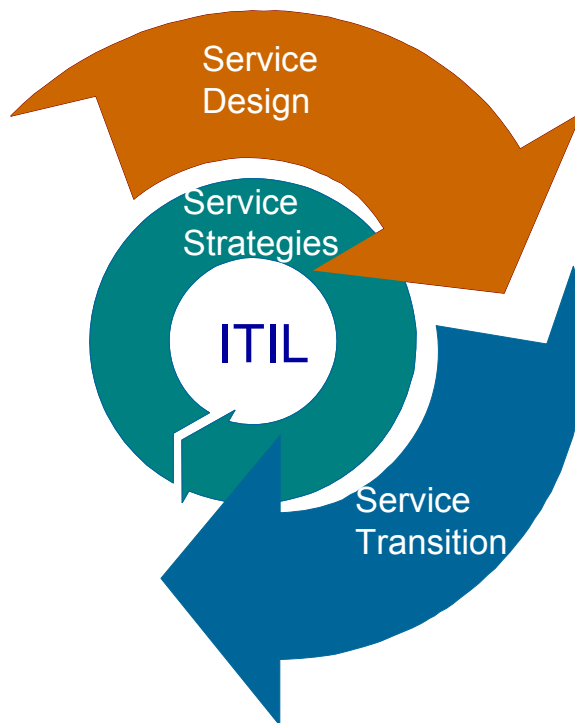 Service
Design
Service
Strategies
ITIL
Service
Transition